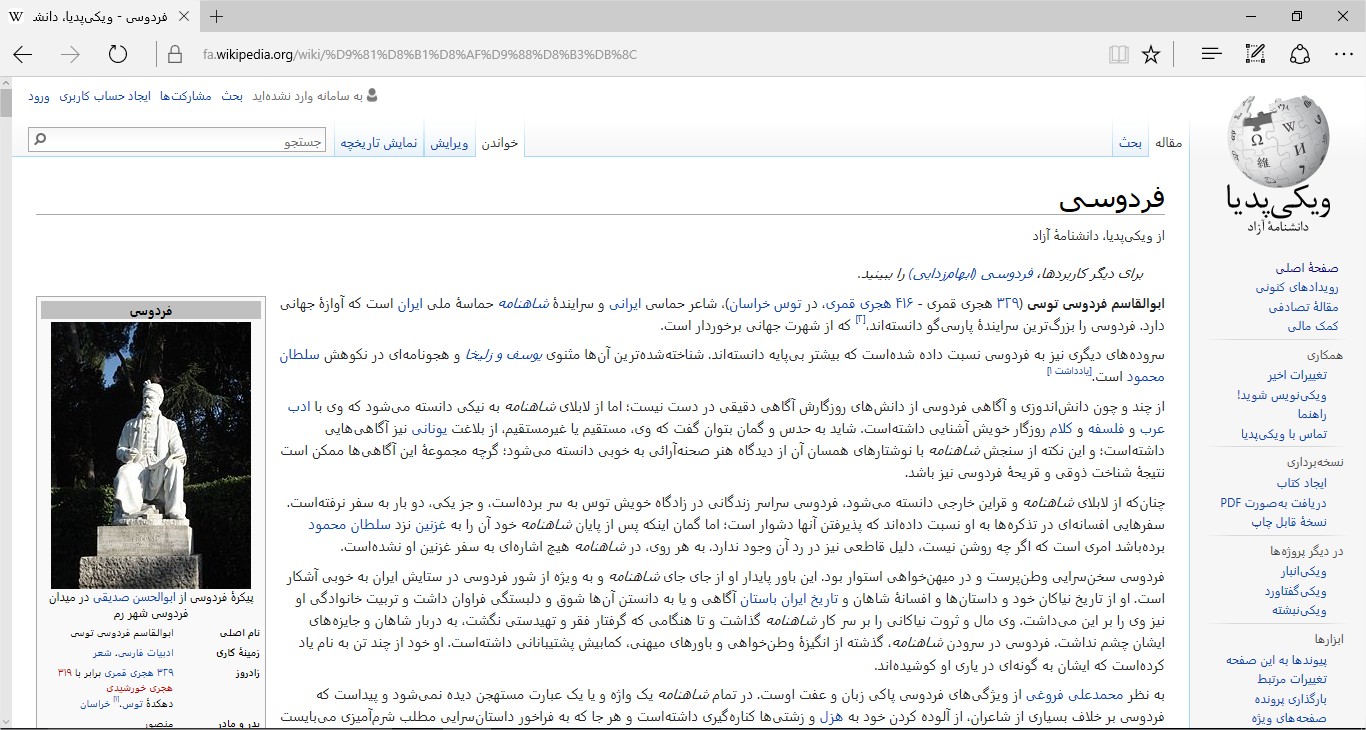 فردوسی - ویکی‌پدیا، دانش
fa.wikipedia.org/wiki/%D9%81%D8%B1%D8%AF%D9%88%D8%B3%DB%8C
به سامانه وارد نشده‌اید بحث مشارکت‌ها ایجاد حساب کاربری ورود
مقاله بحث خواندن ویرایش نمایش تاریخچه جستجو
ویکی‌پدیا
دانشنامهٔ آزاد
صفحهٔ اصلی
رویدادهای کنونی
مقالهٔ تصادفی
کمک مالی
همکاری
تغییرات اخیر
ویکی‌نویس شوید!
راهنما
تماس با ویکی‌پدیا
نسخه‌برداری
ایجاد کتاب
دریافت به‌صورت PDF
نسخهٔ قابل چاپ
در دیگر پروژه‌ها
ویکی‌انبار
ویکی‌گفتاورد
ویکی‌نبشته
ابزارها
پیوندها به این صفحه
تغییرات مرتبط
بارگذاری پرونده
صفحه‌های ویژه
فردوسی
از ویکی‌پدیا، دانشنامهٔ آزاد
برای دیگر کاربردها، فردوسی (ابهام‌زدایی) را ببینید.
ابوالقاسم فردوسی توسی (۳۲۹ هجری قمری - ۴۱۶ هجری قمری، در توس خراسان)، شاعر حماسی ایرانی و سرایندهٔ شاهنامه حماسهٔ ملی ایران است که آوازهٔ جهانی
دارد. فردوسی را بزرگ‌ترین سرایندهٔ پارسی‌گو دانسته‌اند.[۲] که از شهرت جهانی برخوردار است.
سروده‌های دیگری نیز به فردوسی نسبت داده شده‌است که بیشتر بی‌پایه دانسته‌اند. شناخته‌شده‌ترین آن‌ها مثنوی یوسف و زلیخا و هجونامه‌ای در نکوهش سلطان
محمود است.[یادداشت ۱]
از چند و چون دانش‌اندوزی و آگاهی فردوسی از دانش‌های روزگارش آگاهی دقیقی در دست نیست؛ اما از لابلای شاهنامه به نیکی دانسته می‌شود که وی با ادب
عرب و فلسفه و کلام روزگار خویش آشنایی داشته‌است. شاید به حدس و گمان بتوان گفت که وی، مستقیم یا غیرمستقیم، از بلاغت یونانی نیز آگاهی‌هایی
داشته‌است؛ و این نکته از سنجش شاهنامه با نوشتارهای همسان آن از دیدگاه هنر صحنه‌آرائی به خوبی دانسته می‌شود؛ گرچه مجموعهٔ این آگاهی‌ها ممکن است
نتیجهٔ شناخت ذوقی و قریحهٔ فردوسی نیز باشد.
چنان‌که از لابلای شاهنامه و قراین خارجی دانسته می‌شود، فردوسی سراسر زندگانی در زادگاه خویش توس به سر برده‌است، و جز یکی، دو بار به سفر نرفته‌است.
سفرهایی افسانه‌ای در تذکره‌ها به او نسبت داده‌اند که پذیرفتن آنها دشوار است؛ اما گمان اینکه پس از پایان شاهنامه خود آن را به غزنین نزد سلطان محمود
برده‌باشد امری است که اگر چه روشن نیست، دلیل قاطعی نیز در رد آن وجود ندارد. به هر روی، در شاهنامه هیچ اشاره‌ای به سفر غزنین او نشده‌است.
فردوسی سخن‌سرایی وطن‌پرست و در میهن‌خواهی استوار بود. این باور پایدار او از جای جای شاهنامه و به ویژه از شور فردوسی در ستایش ایران به خوبی آشکار
است. او از تاریخ نیاکان خود و داستان‌ها و افسانهٔ شاهان و تاریخ ایران باستان آگاهی و یا به دانستن آن‌ها شوق و دلبستگی فراوان داشت و تربیت خانوادگی او
نیز وی را بر این می‌داشت. وی مال و ثروت نیاکانی را بر سر کار شاهنامه گذاشت و تا هنگامی که گرفتار فقر و تهیدستی نگشت، به دربار شاهان و جایزه‌های
ایشان چشم نداشت. فردوسی در سرودن شاهنامه، گذشته از انگیزهٔ وطن‌خواهی و باورهای میهنی، کمابیش پشتیبانانی داشته‌است. او خود از چند تن به نام یاد
کرده‌است که ایشان به گونه‌ای در یاری او کوشیده‌اند.
به نظر محمدعلی فروغی از ویژگی‌های فردوسی پاکی زبان و عفت اوست. در تمام شاهنامه یک واژه و یا یک عبارت مستهجن دیده نمی‌شود و پیداست که
فردوسی بر خلاف بسیاری از شاعران، از آلوده کردن خود به هزل و زشتی‌ها کناره‌گیری داشته‌است و هر جا که به فراخور داستان‌سرایی مطلب شرم‌آمیزی می‌بایست
فردوسی
پیکرهٔ فردوسی از ابوالحسن صدیقی در میدان
فردوسی شهر رم
نام اصلی ابوالقاسم فردوسی توسی
زمینهٔ کاری ادبیات فارسی، شعر
زادروز ۳۲۹ هجری قمری برابر با ۳۱۹
هجری خورشیدی
دهکدهٔ توس،[۱] خراسان
پدر و مادر منصور